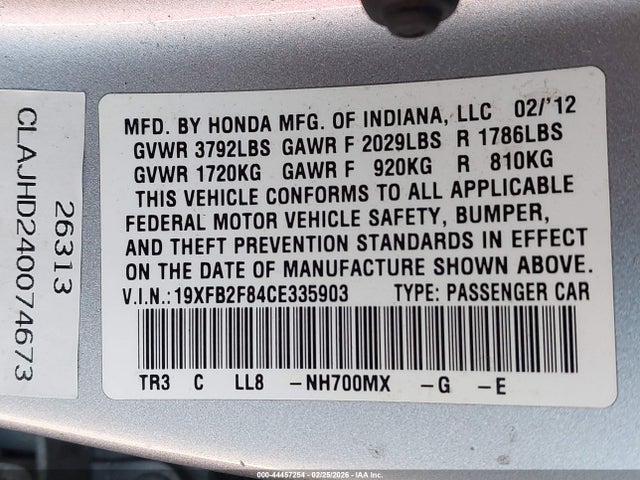 MFD. BY HONDA MFG. OF INDIANA, LLC 02/'12
GVWR 3792LBS GAWR F 2029LBS R 1786LBS
GVWR 1720KG GAWR F 920KG R 810KG
THIS VEHICLE CONFORMS TO ALL APPLICABLE
FEDERAL MOTOR VEHICLE SAFETY, BUMPER,
AND THEFT PREVENTION STANDARDS IN EFFECT
ON THE DATE OF MANUFACTURE SHOWN ABOVE.
V.I.N.:19XFB2F84CE335903 TYPE: PASSENGER CAR
TR3 C LL8 -NH700MX -G -E
26313
CLAJHD240074673
000-44457254 - 02/25/2026 - IAA Inc.